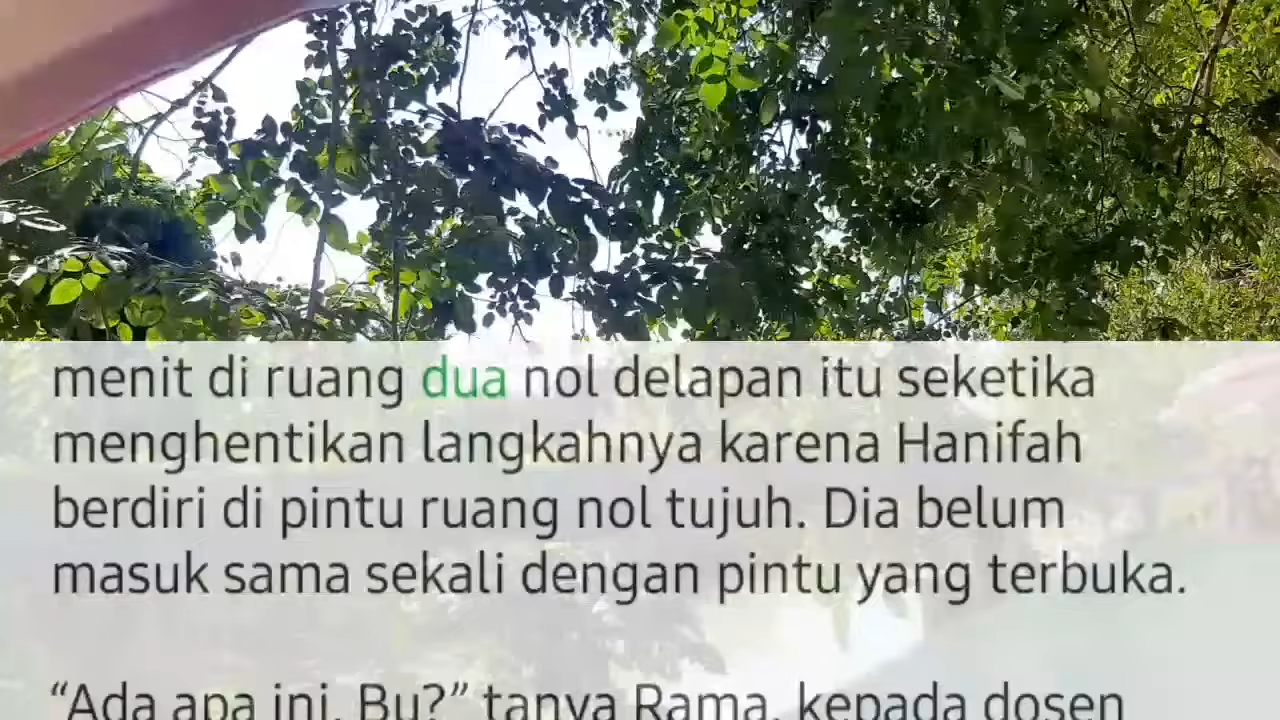 menit di ruang dua nol delapan itu seketika
menghentikan langkahnya karena Hanifah
berdiri di pintu ruang nol tujuh. Dia belum
masuk sama sekali dengan pintu yang terbuka.
“Ada apa ini, Bu?” tanya Rama, kepada dosen